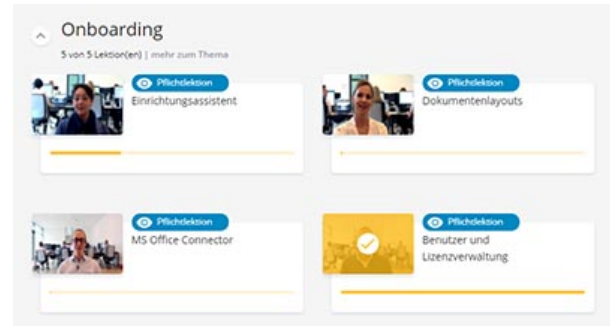 Onboarding
5 von 5 Lektion(en) | mehr zum Thema
Pflichtlektion
Einrichtungsassistent
Pflichtlektion
Dokumentenlayouts
Pflichtlektion
MS Office Connector
Pflichtlektion
Benutzer und
Lizenzverwaltung